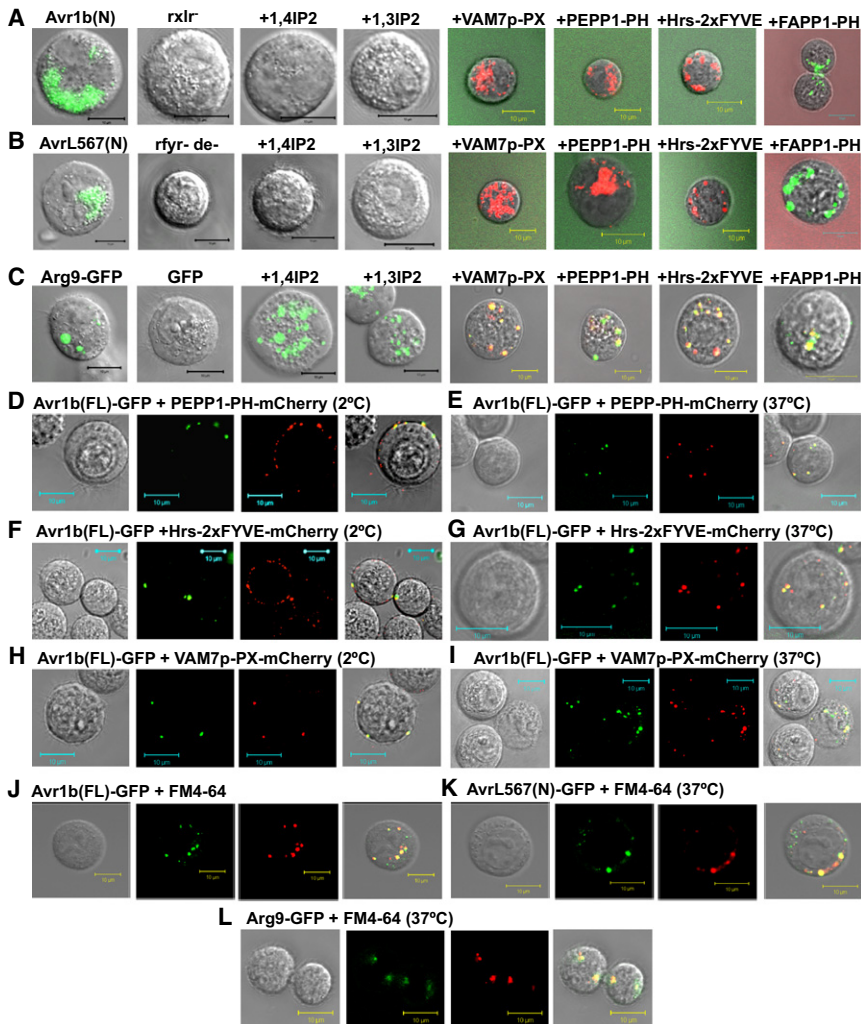 A Avr1b(N) rxlr- +1,4IP2 +1,3IP2 +VAM7p-PX +PEPP1-PH +Hrs-2xFYVE +FAPP1-PH
10 µm 10 µm 10 µm
B AvrL567(N) rfyr- de- +1,4IP2 +1,3IP2 +VAM7p-PX +PEPP1-PH +Hrs-2xFYVE +FAPP1-PH
10 µm 10 µm 10 µm
C Arg9-GFP GFP +1,4IP2 +1,3IP2 +VAM7p-PX +PEPP1-PH +Hrs-2xFYVE +FAPP1-PH
10 µm 10 µm 10 µm
D Avr1b(FL)-GFP + PEPP1-PH-mCherry (2ºC)
10 µm 10 µm 10 µm 10 µm
E Avr1b(FL)-GFP + PEPP-PH-mCherry (37ºC)
10 µm 10 µm 10 µm 10 µm
F Avr1b(FL)-GFP +Hrs-2xFYVE-mCherry (2ºC)
10 µm 10 µm 10 µm 10 µm
G Avr1b(FL)-GFP + Hrs-2xFYVE-mCherry (37ºC)
10 µm 10 µm 10 µm 10 µm
H Avr1b(FL)-GFP + VAM7p-PX-mCherry (2ºC)
10 µm 10 µm 10 µm 10 µm
I Avr1b(FL)-GFP + VAM7p-PX-mCherry (37ºC)
10 µm 10 µm 10 µm 10 µm
J Avr1b(FL)-GFP + FM4-64
10 µm 10 µm 10 µm 10 µm
K AvrL567(N)-GFP + FM4-64 (37ºC)
10 µm 10 µm 10 µm 10 µm
L Arg9-GFP + FM4-64 (37ºC)
10 µm 10 µm 10 µm 10 µm